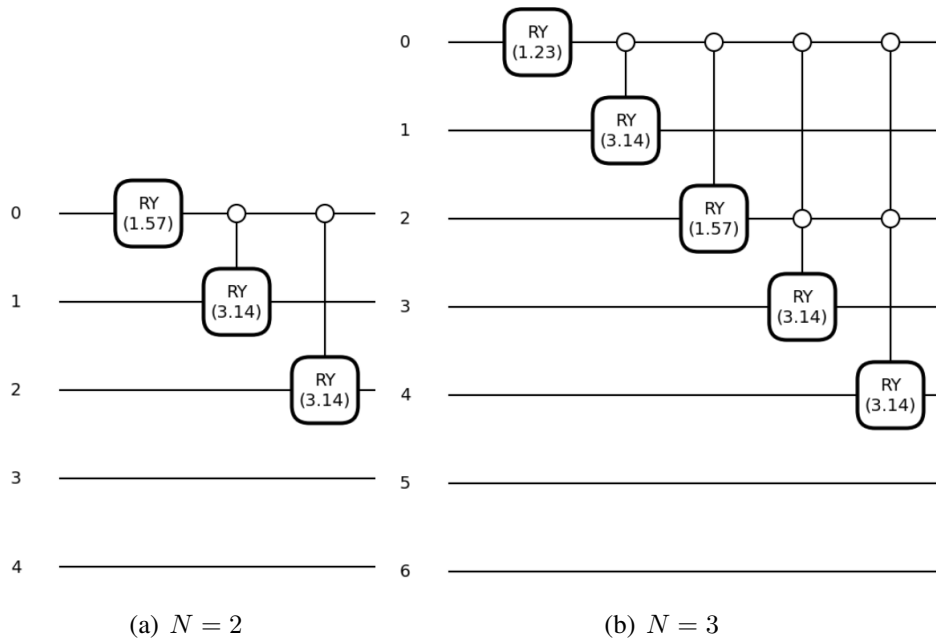 0
RY
(1.57)
1
RY
(3.14)
2
RY
(3.14)
3
4
(a) N = 2
0
RY
(1.23)
1
RY
(3.14)
2
RY
(1.57)
3
RY
(3.14)
4
RY
(3.14)
5
6
(b) N = 3